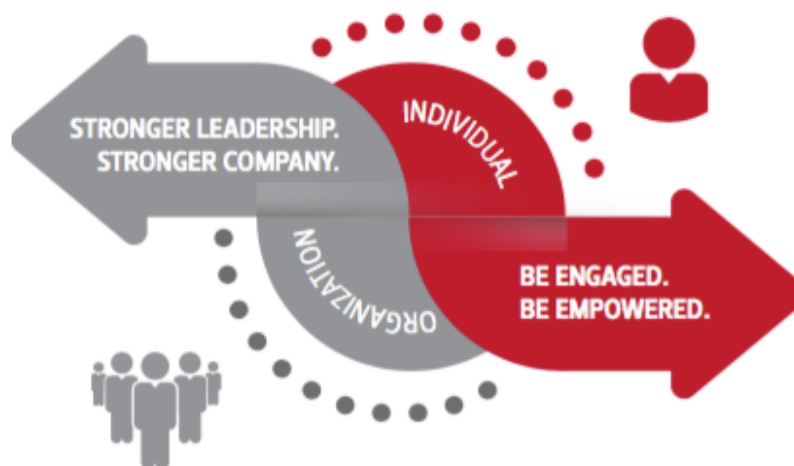 STRONGER LEADERSHIP.
STRONGER COMPANY.
INDIVIDUAL
ORGANIZATION
BE ENGAGED.
BE EMPOWERED.